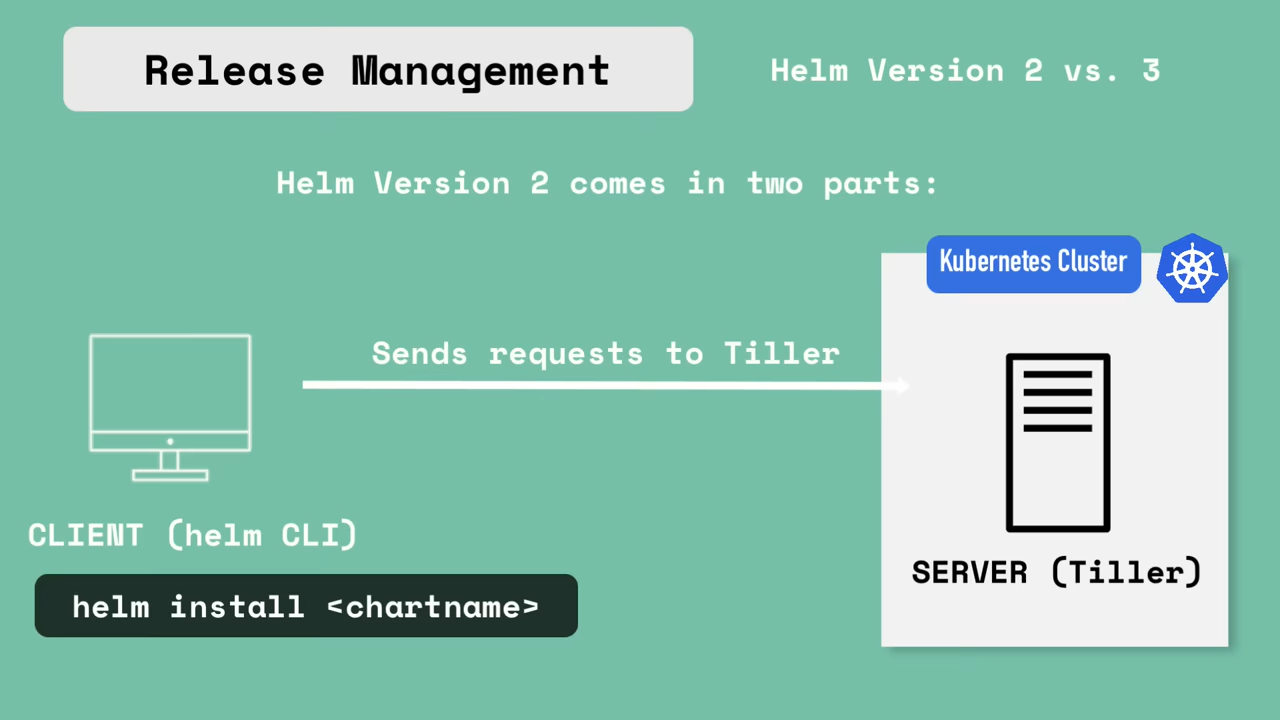 Release Management
Helm Version 2 vs. 3
Helm Version 2 comes in two parts:
Kubernetes Cluster
Sends requests to Tiller
CLIENT (helm CLI)
SERVER (Tiller)
helm install <chartname>